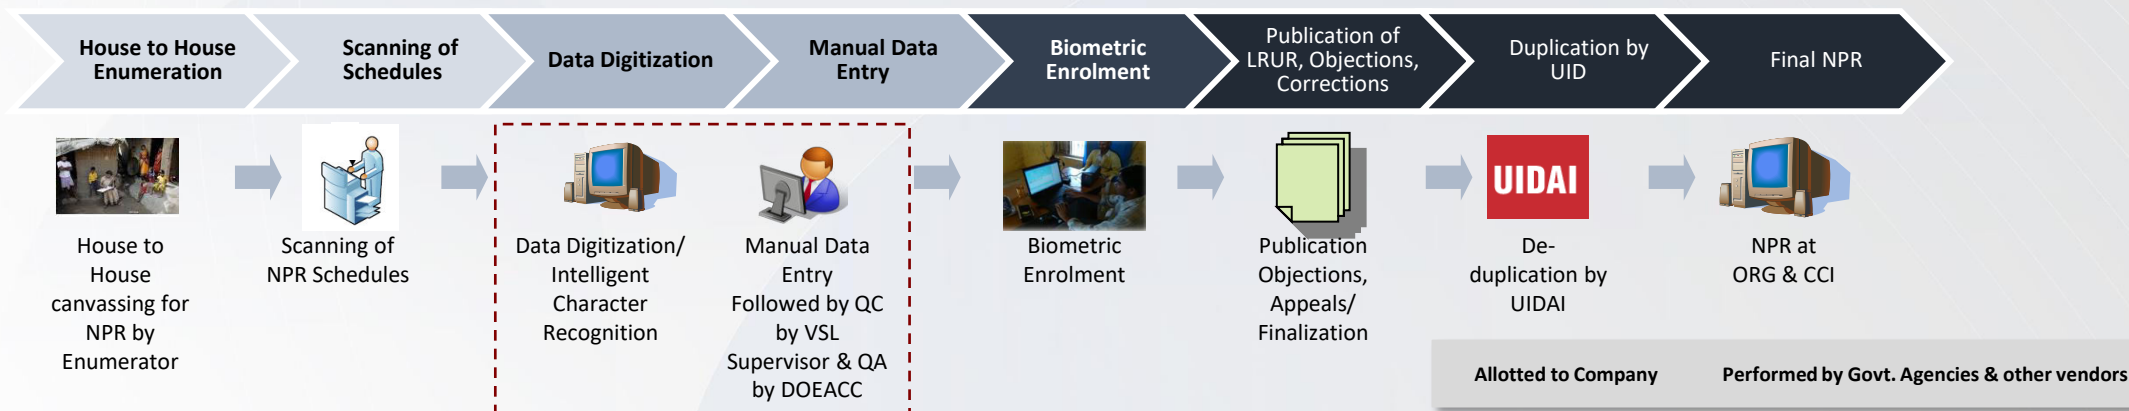 House to House
Enumeration
Scanning of
Schedules
Data Digitization
Manual Data
Entry
Biometric
Enrolment
Publication of
LRUR, Objections,
Corrections
Duplication by
UID
Final NPR
UIDAI
House to
House
canvassing for
NPR by
Enumerator
Scanning of
NPR Schedules
Data Digitization/
Intelligent
Character
Recognition
Manual Data
Entry
Followed by QC
by VSL
Supervisor & QA
by DOEACC
Biometric
Enrolment
Publication
Objections,
Appeals/
Finalization
De-
duplication by
UIDAI
NPR at
ORG & CCI
Allotted to Company
Performed by Govt. Agencies & other vendors